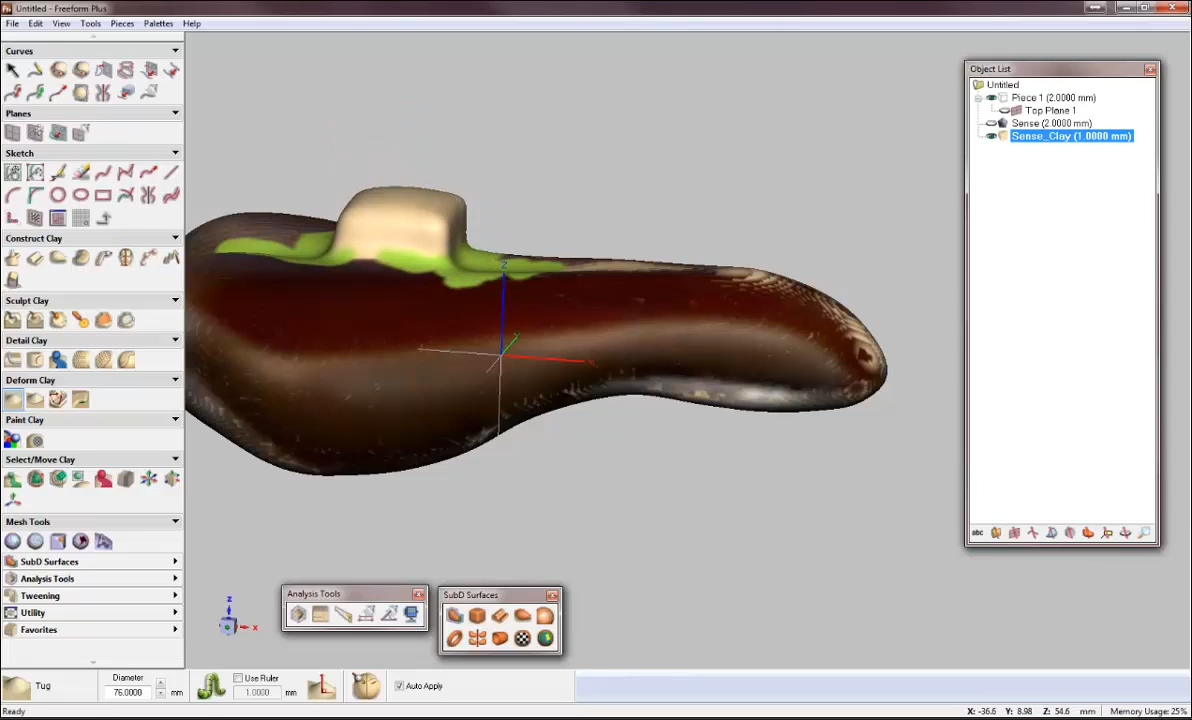 Untitled - Freeform Plus
File Edit View Tools Pieces Palettes Help
Curves
Planes
Sketch
Construct Clay
Sculpt Clay
Detail Clay
Deform Clay
Paint Clay
Select/Move Clay
Mesh Tools
SubD Surfaces
Analysis Tools
Tweening
Utility
Favorites
Object List
Untitled
Piece 1 (2.0000 mm)
Top Plane 1
Sense (2.0000 mm)
Sense_Clay (1.0000 mm)
abc
Z
X
z
x
Analysis Tools
SubD Surfaces
Tug
Diameter
76.0000 mm
Use Ruler
1.0000 mm
Auto Apply
Ready
X: -36.6 Y: 8.98 Z: 54.6 mm Memory Usage: 25%